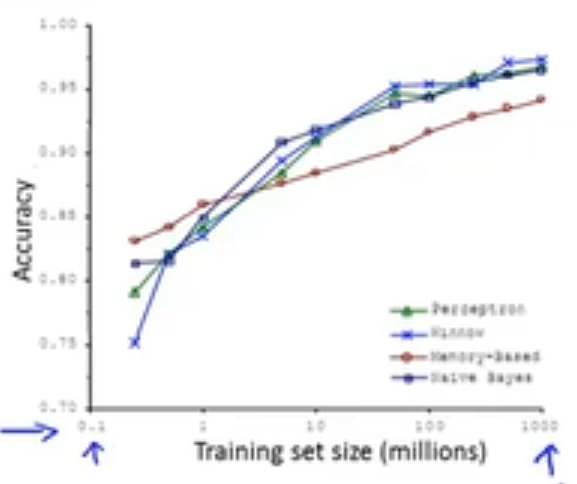 1.00
0.95
0.90
0.85
0.80
0.75
0.70
Accuracy
Perceptron
Winnow
Memory-Based
Naive Bayes
0.1 1 10 100 1000
Training set size (millions)